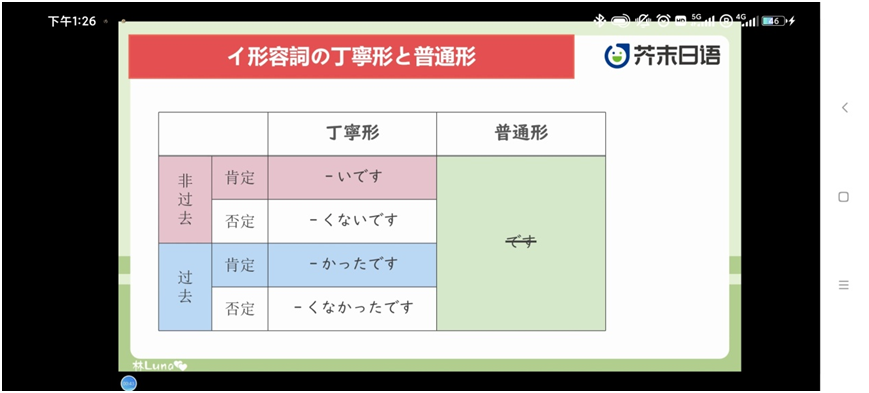 下午1:26
5G
4G
46
イ形容詞の丁寧形と普通形
芥末日语
丁寧形
普通形
非过去
肯定
-いです
否定
-くないです
です
过去
肯定
-かったです
否定
-くなかったです
林Luna